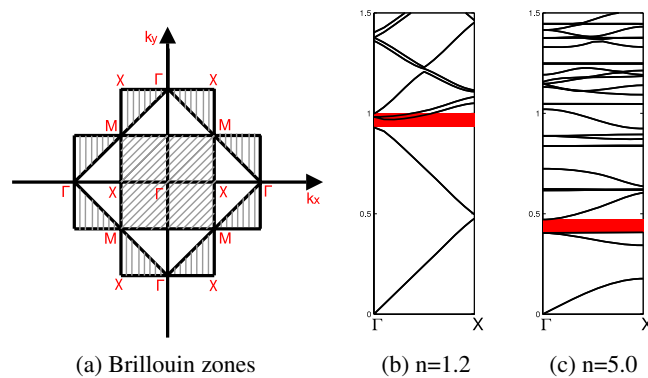 ky
X Γ X
M M
Γ X Γ X Γ
kx
M M
X Γ X
1.5
1
0.5
0
Γ X
1.5
1
0.5
0
Γ X
(a) Brillouin zones (b) n=1.2 (c) n=5.0